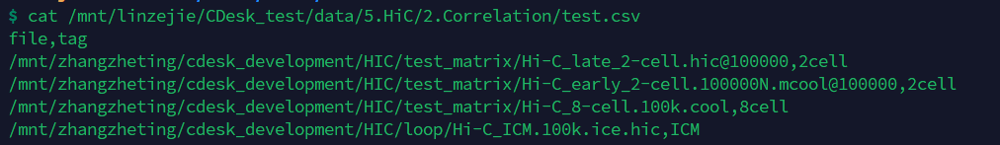 $ cat /mnt/linzejie/CDesk_test/data/5.HiC/2.Correlation/test.csv
file,tag
/mnt/zhangzheting/cdesk_development/HIC/test_matrix/Hi-C_late_2-cell.hic@100000,2cell
/mnt/zhangzheting/cdesk_development/HIC/test_matrix/Hi-C_early_2-cell.100000N.mcool@100000,2cell
/mnt/zhangzheting/cdesk_development/HIC/test_matrix/Hi-C_8-cell.100k.cool,8cell
/mnt/zhangzheting/cdesk_development/HIC/loop/Hi-C_ICM.100k.ice.hic,ICM